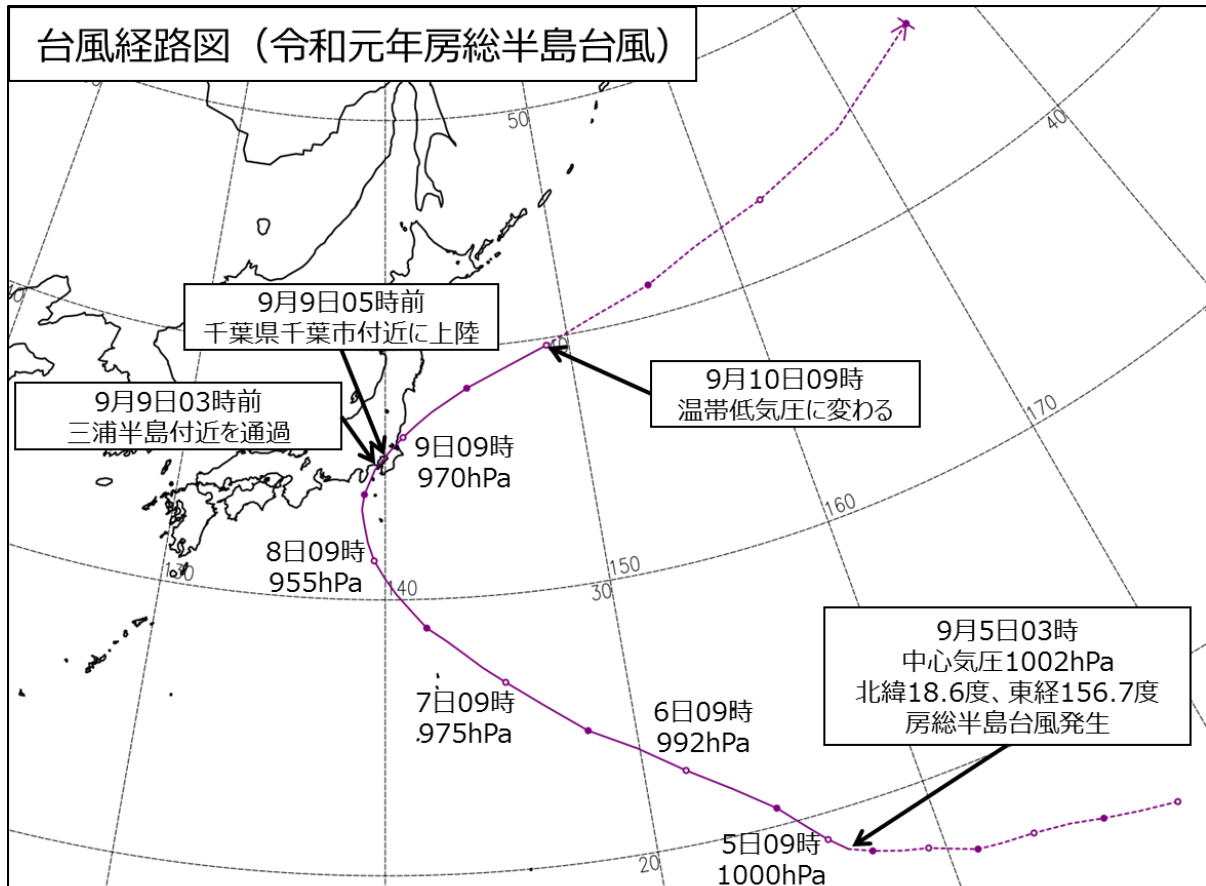 台風経路図（令和元年房総半島台風）
50
40
9月9日05時前
千葉県千葉市付近に上陸
9月9日03時前
三浦半島付近を通過
9月10日09時
温帯低気圧に変わる
170
9日09時
970hPa
160
8日09時
955hPa
130
140
150
30
9月5日03時
中心気圧1002hPa
北緯18.6度、東経156.7度
房総半島台風発生
7日09時
975hPa
6日09時
992hPa
5日09時
1000hPa
20